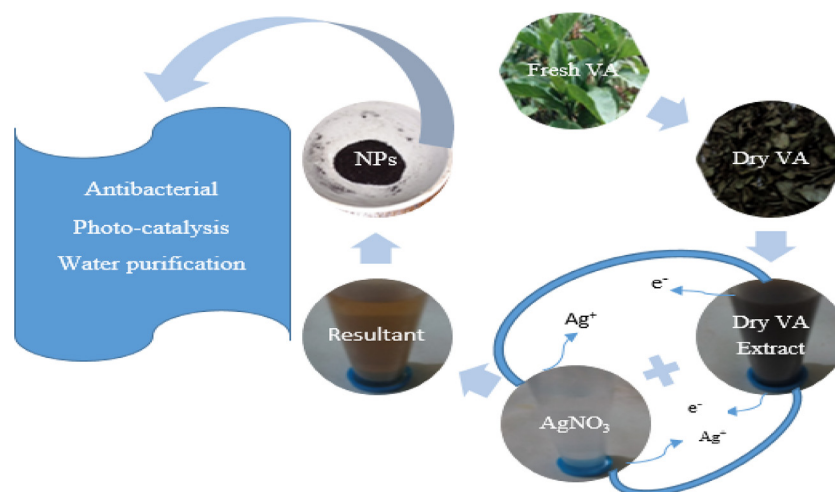 Fresh VA
Dry VA
Dry VA
Extract
e⁻
Ag⁺
e⁻
Ag⁺
AgNO₃
Resultant
NPs
Antibacterial
Photo-catalysis
Water purification